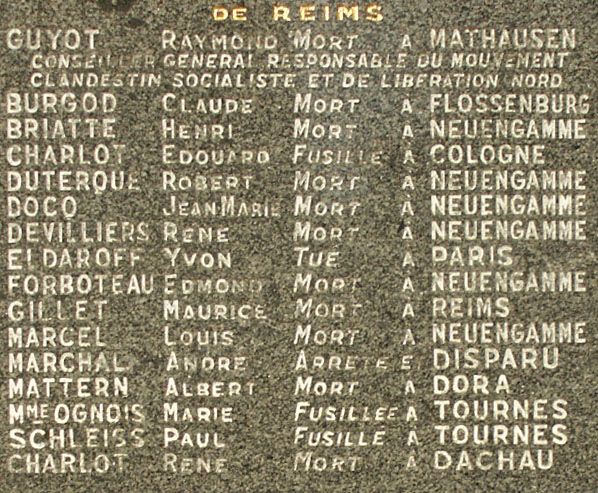 DE REIMS
GUYOT RAYMOND MORT A MATHAUSEN
CONSEILLER GENERAL RESPONSABLE DU MOUVEMENT
CLANDESTIN SOCIALISTE ET DE LIBERATION NORD
BURGOD CLAUDE MORT A FLOSSENBURG
BRIATTE HENRI MORT A NEUENGAMME
CHARLOT EDOUARD FUSILLE A COLOGNE
DUTERQUE ROBERT MORT A NEUENGAMME
DOCQ JEAN MARIE MORT A NEUENGAMME
DEVILLIERS RENE MORT A NEUENGAMME
ELDAROFF YVON TUE A PARIS
FORBOTEAU EDMOND MORT A NEUENGAMME
GILLET MAURICE MORT A REIMS
MARCEL LOUIS MORT A NEUENGAMME
MARCHAL ANDRE ARRETE E DISPARU
MATTERN ALBERT MORT A DORA
MME OGNOIS MARIE FUSILLEE A TOURNES
SCHLEISS PAUL FUSILLE A TOURNES
CHARLOT RENE MORT A DACHAU